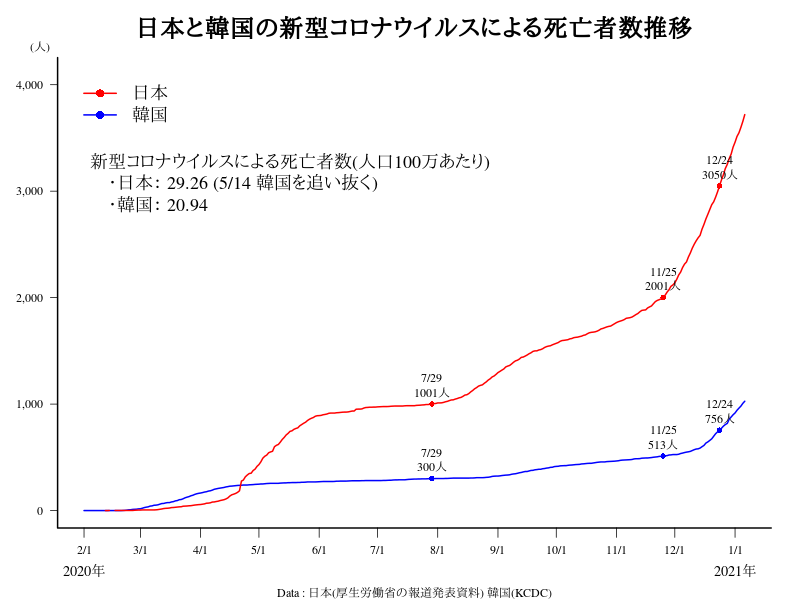 日本と韓国の新型コロナウイルスによる死亡者数推移
(人)
4,000
3,000
2,000
1,000
0
日本
韓国
新型コロナウイルスによる死亡者数(人口100万あたり)
・日本： 29.26 (5/14 韓国を追い抜く)
・韓国： 20.94
12/24
3050人
11/25
2001人
7/29
1001人
12/24
756人
11/25
513人
7/29
300人
2/1 3/1 4/1 5/1 6/1 7/1 8/1 9/1 10/1 11/1 12/1 1/1
2020年 2021年
Data : 日本(厚生労働省の報道発表資料) 韓国(KCDC)